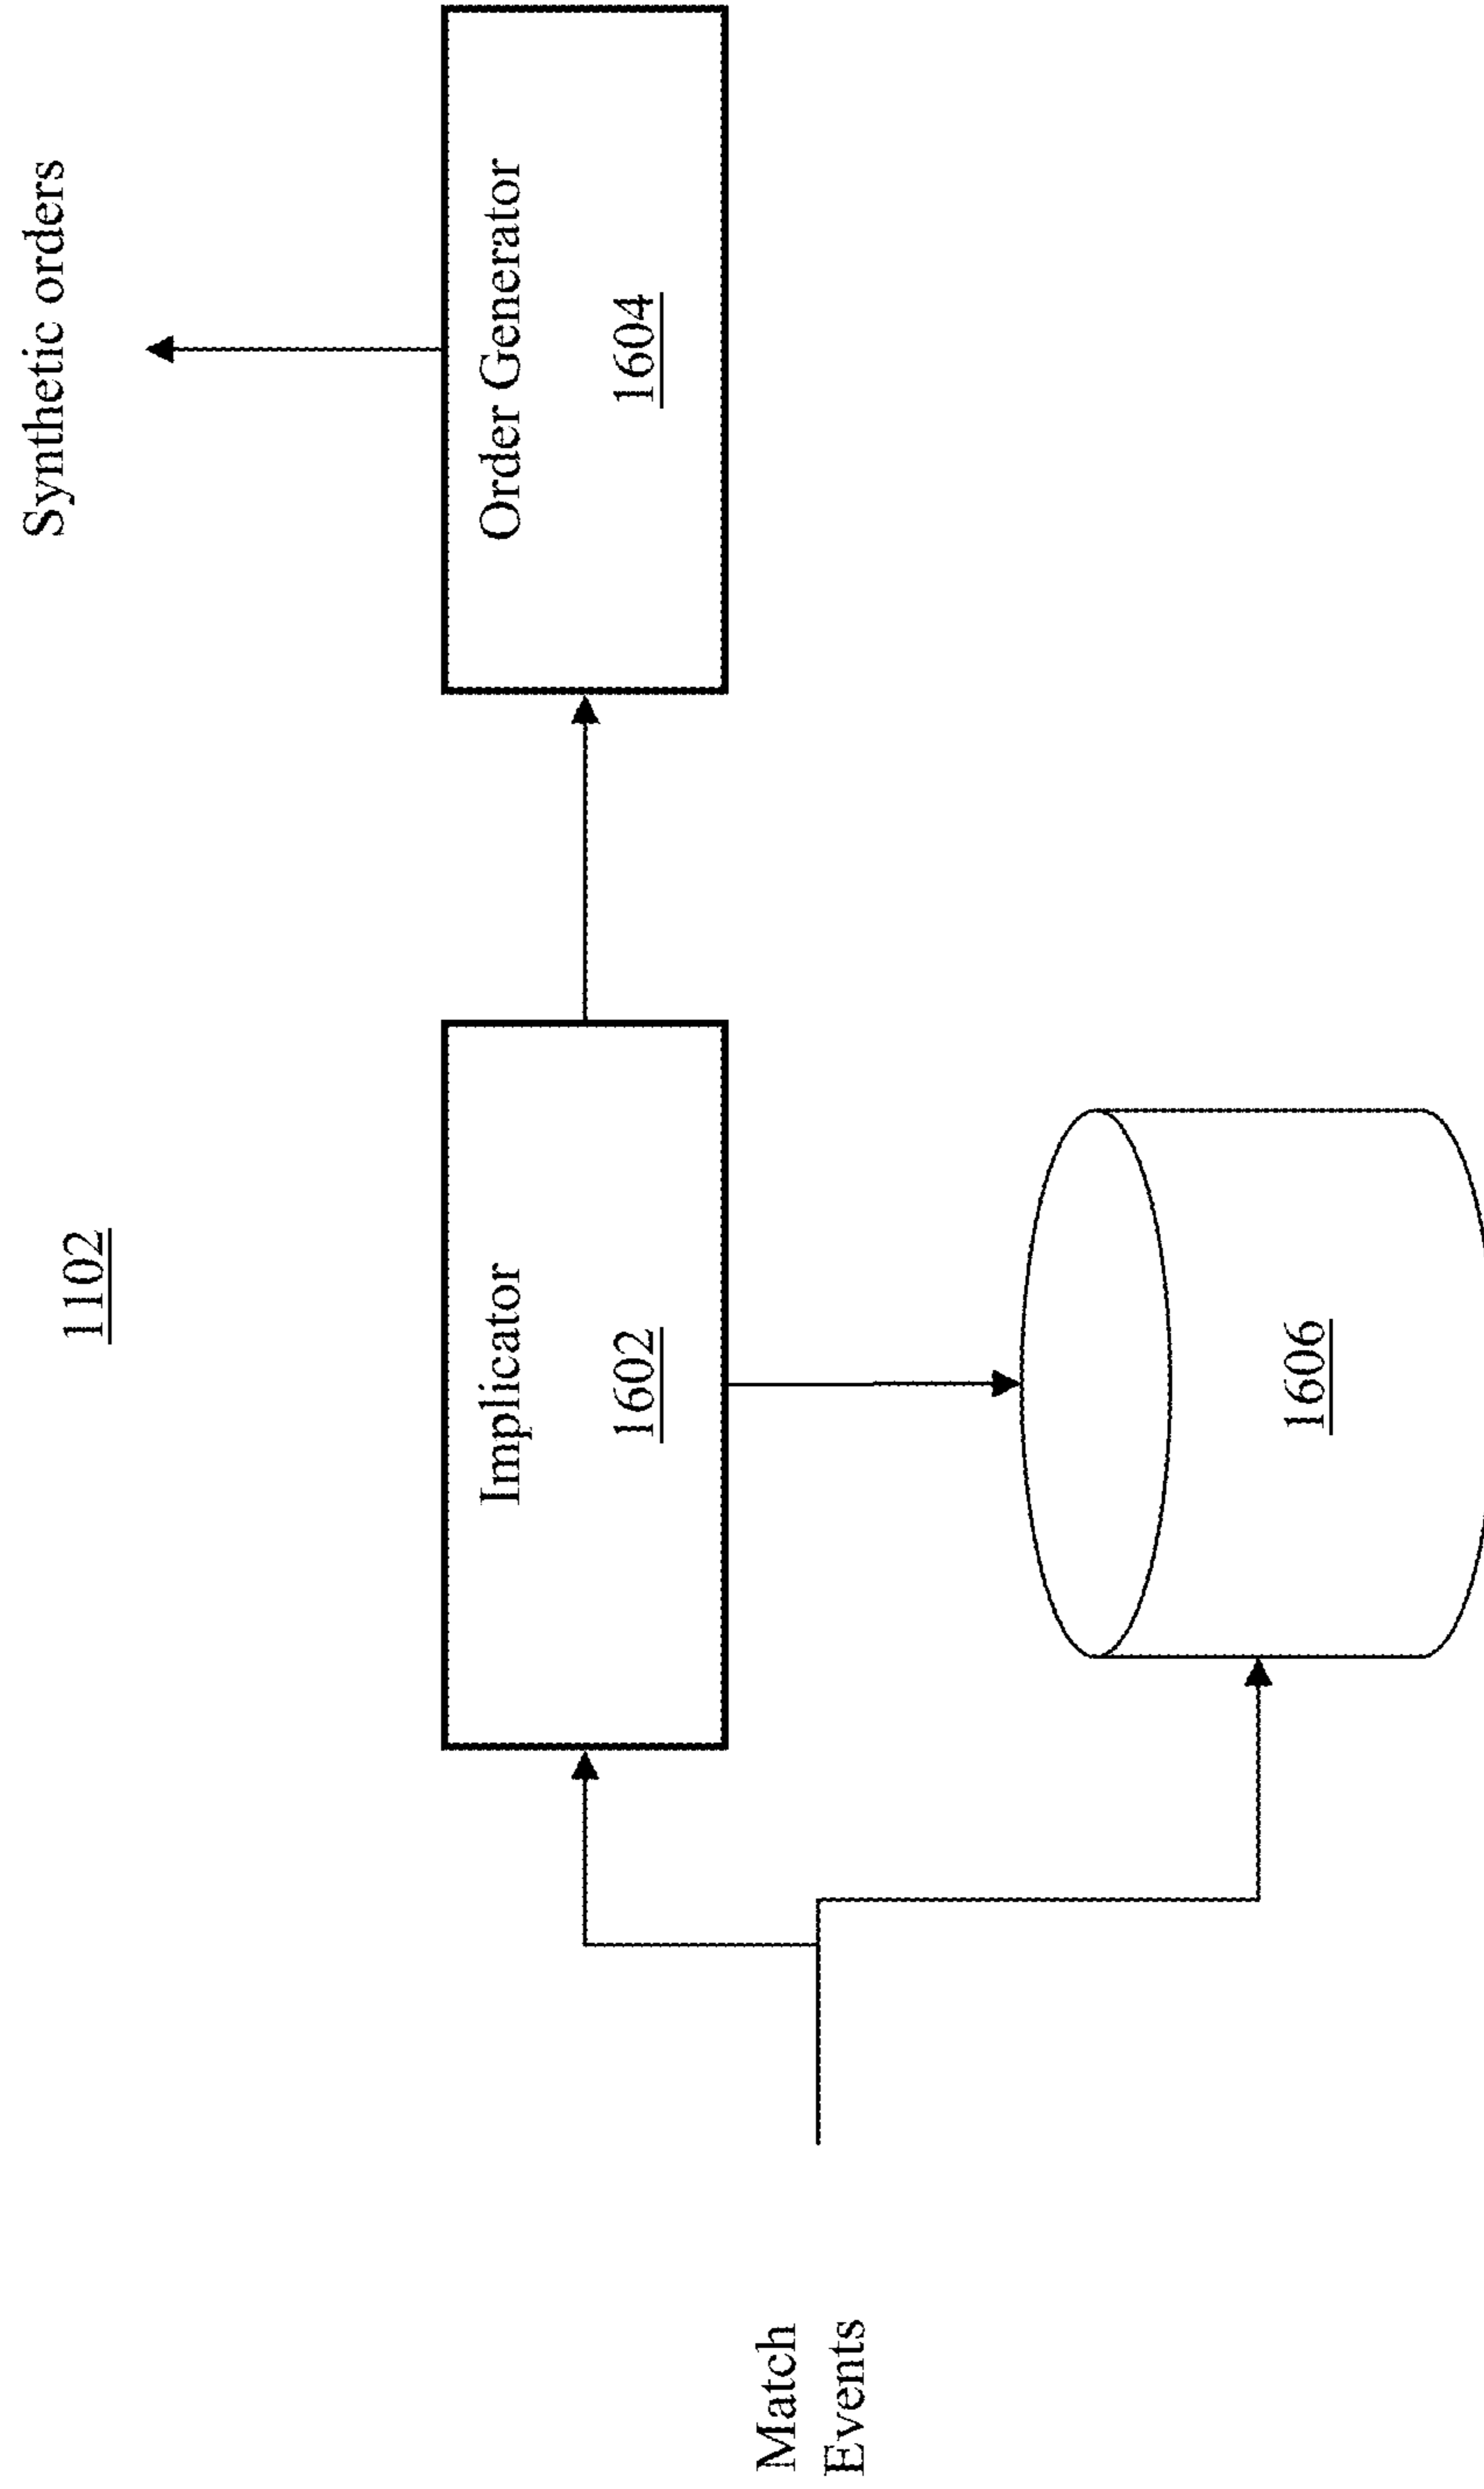 1102
Synthetic orders
Implicator
1602
Order Generator
1604
Match
Events
1606